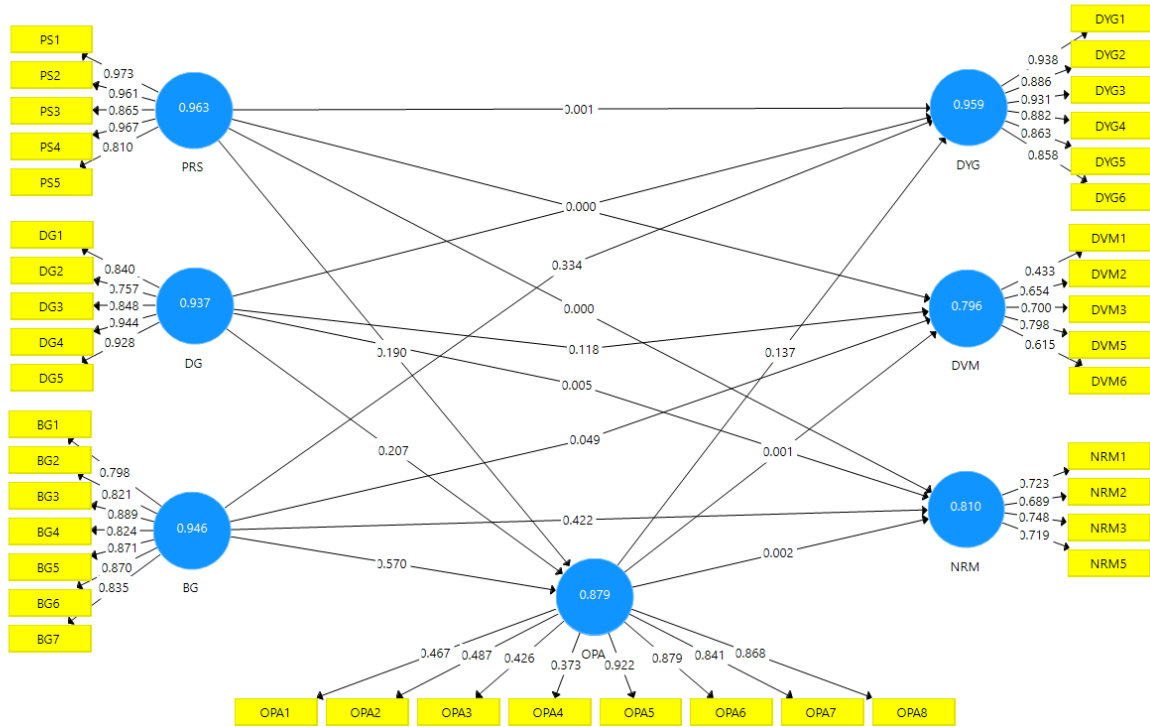 PS1
PS2
PS3
PS4
PS5
0.973
0.961
0.865
0.967
0.810
0.963
PRS
DG1
DG2
DG3
DG4
DG5
0.840
0.757
0.848
0.944
0.928
0.937
DG
BG1
BG2
BG3
BG4
BG5
BG6
BG7
0.798
0.821
0.889
0.824
0.871
0.870
0.835
0.946
BG
0.001
0.000
0.334
0.000
0.190
0.118
0.137
0.005
0.049
0.001
0.207
0.422
0.570
0.002
0.959
DYG
0.938
0.886
0.931
0.882
0.863
0.858
DYG1
DYG2
DYG3
DYG4
DYG5
DYG6
0.796
DVM
0.433
0.654
0.700
0.798
0.615
DVM1
DVM2
DVM3
DVM5
DVM6
0.810
NRM
0.723
0.689
0.748
0.719
NRM1
NRM2
NRM3
NRM5
0.879
OPA
0.467
0.487
0.426
0.373
0.922
0.879
0.841
0.868
OPA1
OPA2
OPA3
OPA4
OPA5
OPA6
OPA7
OPA8